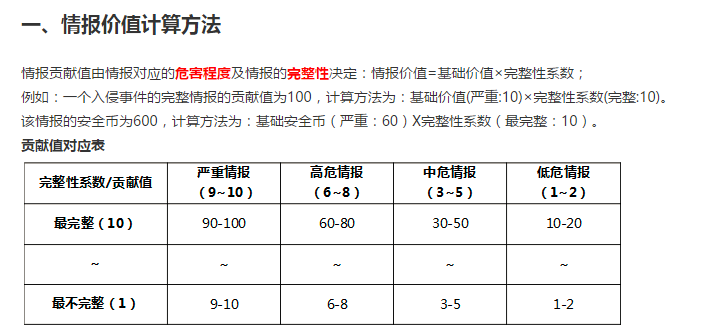 一、情报价值计算方法
情报贡献值由情报对应的危害程度及情报的完整性决定：情报价值=基础价值×完整性系数；
例如：一个入侵事件的完整情报的贡献值为100，计算方法为：基础价值(严重:10)×完整性系数(完整:10)。
该情报的安全币为600，计算方法为：基础安全币（严重：60）X完整性系数（最完整：10）。
贡献值对应表
完整性系数/贡献值 严重情报（9~10） 高危情报（6~8） 中危情报（3~5） 低危情报（1~2）
最完整（10） 90-100 60-80 30-50 10-20
~ ~ ~ ~ ~
最不完整（1） 9-10 6-8 3-5 1-2